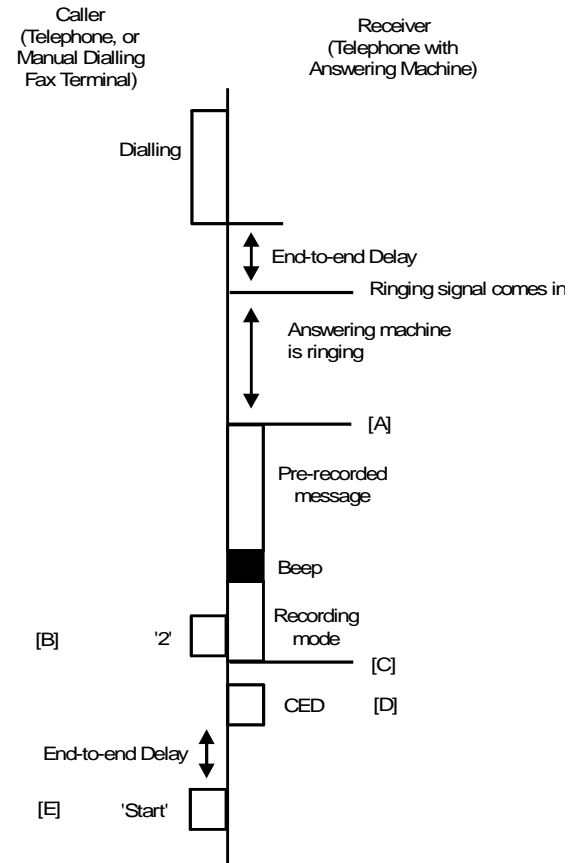 Caller
(Telephone, or
Manual Dialling
Fax Terminal)
Receiver
(Telephone with
Answering Machine)
Dialling
End-to-end Delay
Ringing signal comes in
Answering machine
is ringing
[A]
Pre-recorded
message
Beep
Recording
mode
[B] '2'
[C]
CED [D]
End-to-end Delay
[E] 'Start'